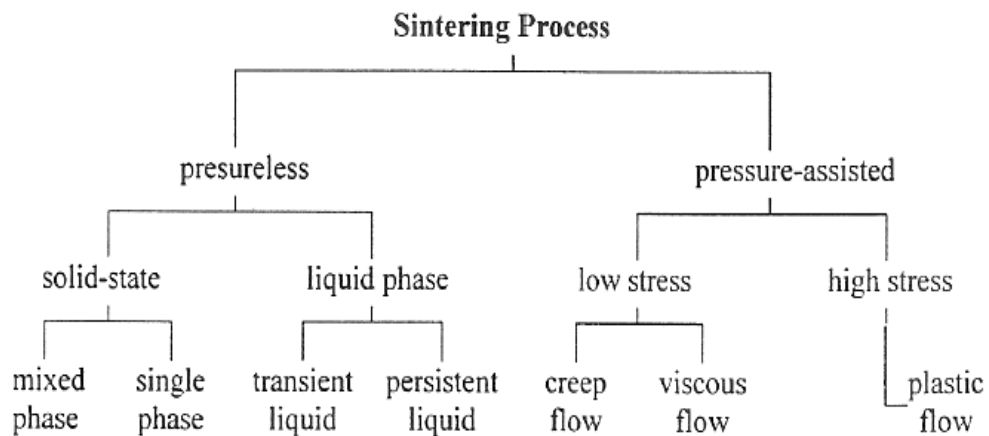 Sintering Process
presureless
pressure-assisted
solid-state
liquid phase
low stress
high stress
mixed
phase
single
phase
transient
liquid
persistent
liquid
creep
flow
viscous
flow
plastic
flow